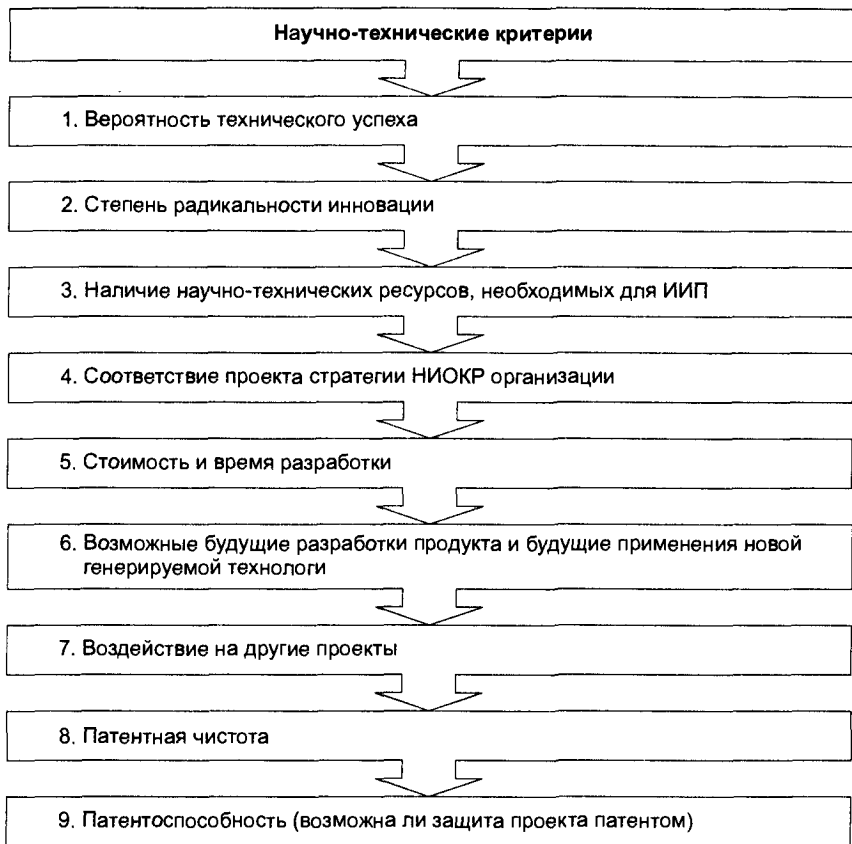 Научно-технические критерии
1. Вероятность технического успеха
2. Степень радикальности инновации
3. Наличие научно-технических ресурсов, необходимых для ИИП
4. Соответствие проекта стратегии НИОКР организации
5. Стоимость и время разработки
6. Возможные будущие разработки продукта и будущие применения новой
генерируемой технологи
7. Воздействие на другие проекты
8. Патентная чистота
9. Патентоспособность (возможна ли защита проекта патентом)